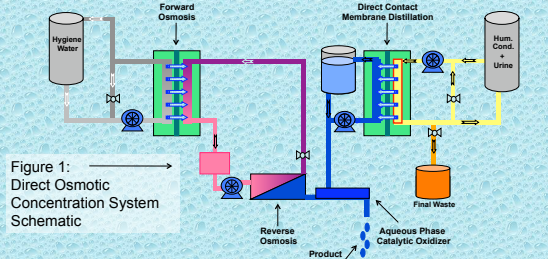 Forward
Osmosis
Direct Contact
Membrane Distillation
Hygiene
Water
Hum.
Cond.
+
Urine
Figure 1:
Direct Osmotic
Concentration System
Schematic
Final Waste
Reverse
Osmosis
Aqueous Phase
Catalytic Oxidizer
Product